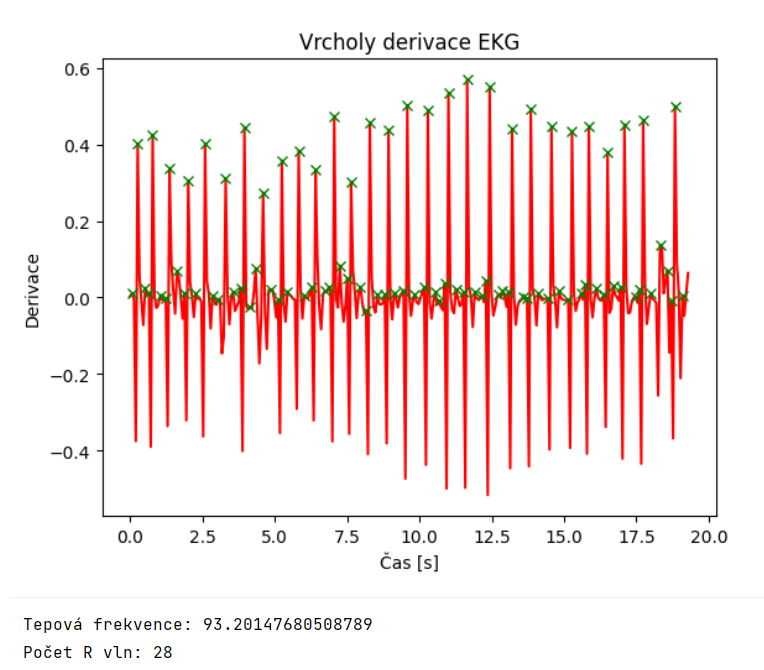 Vrcholy derivace EKG
0.6
0.4
0.2
0.0
−0.2
−0.4
Derivace
0.0 2.5 5.0 7.5 10.0 12.5 15.0 17.5 20.0
Čas [s]
Tepová frekvence: 93.20147680508789
Počet R vln: 28